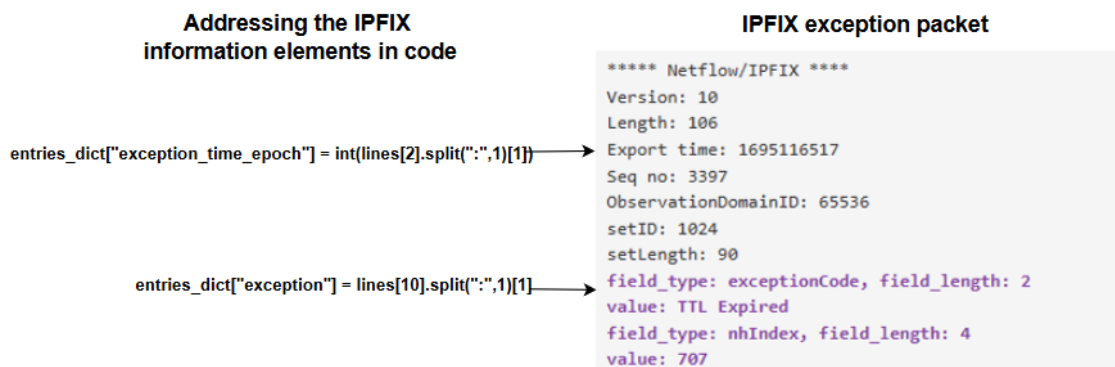 Addressing the IPFIX
information elements in code
IPFIX exception packet
***** Netflow/IPFIX ****
Version: 10
Length: 106
entries_dict["exception_time_epoch"] = int(lines[2].split(":",1)[1])
Export time: 1695116517
Seq no: 3397
ObservationDomainID: 65536
setID: 1024
setLength: 90
entries_dict["exception"] = lines[10].split(":",1)[1]
field_type: exceptionCode, field_length: 2
value: TTL Expired
field_type: nhIndex, field_length: 4
value: 707